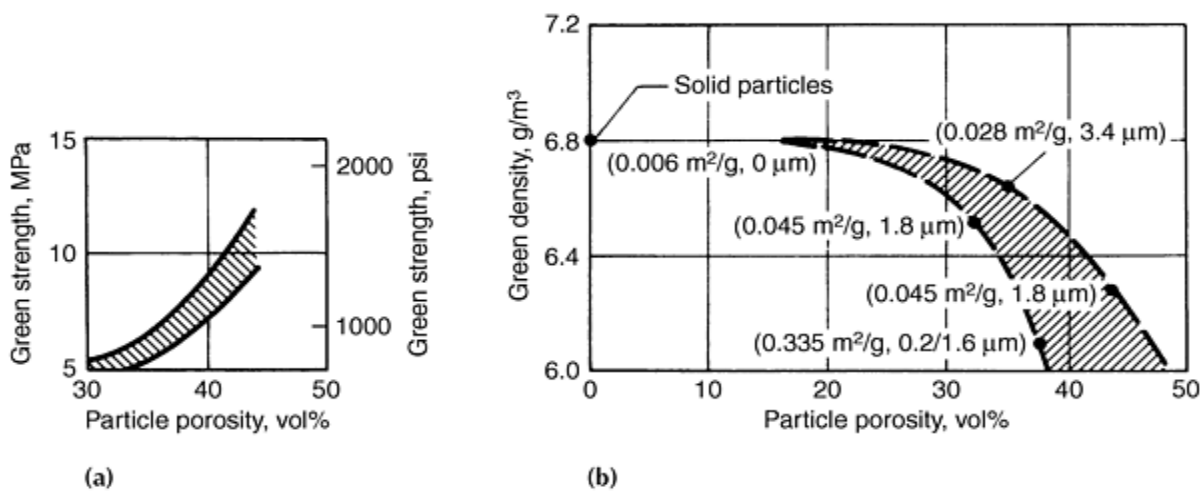 15
10
5
Green strength, MPa
2000
1000
Green strength, psi
30
40
50
Particle porosity, vol%
(a)
7.2
6.8
6.4
6.0
Green density, g/m³
Solid particles
(0.006 m²/g, 0 μm)
(0.028 m²/g, 3.4 μm)
(0.045 m²/g, 1.8 μm)
(0.045 m²/g, 1.8 μm)
(0.335 m²/g, 0.2/1.6 μm)
0
10
20
30
40
50
Particle porosity, vol%
(b)